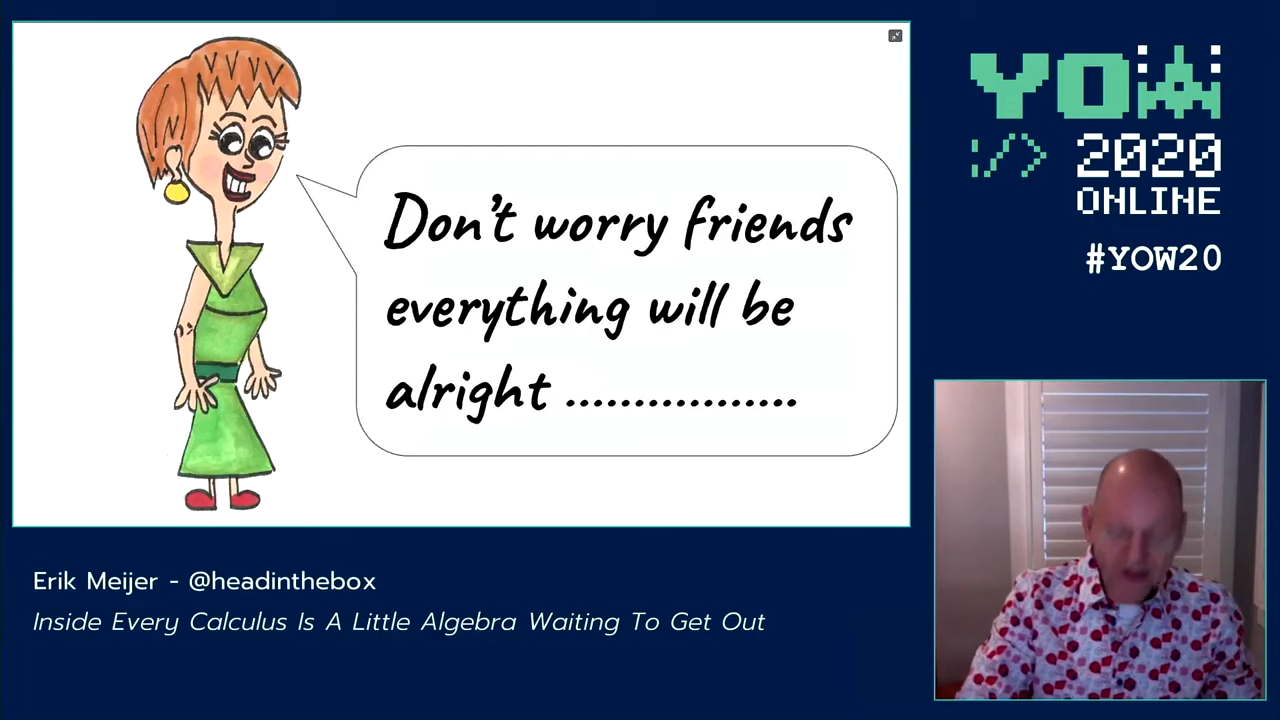 Don't worry friends
everything will be
alright .................
YOW
:/> 2020
ONLINE
#YOW20
Erik Meijer - @headinthebox
Inside Every Calculus Is A Little Algebra Waiting To Get Out